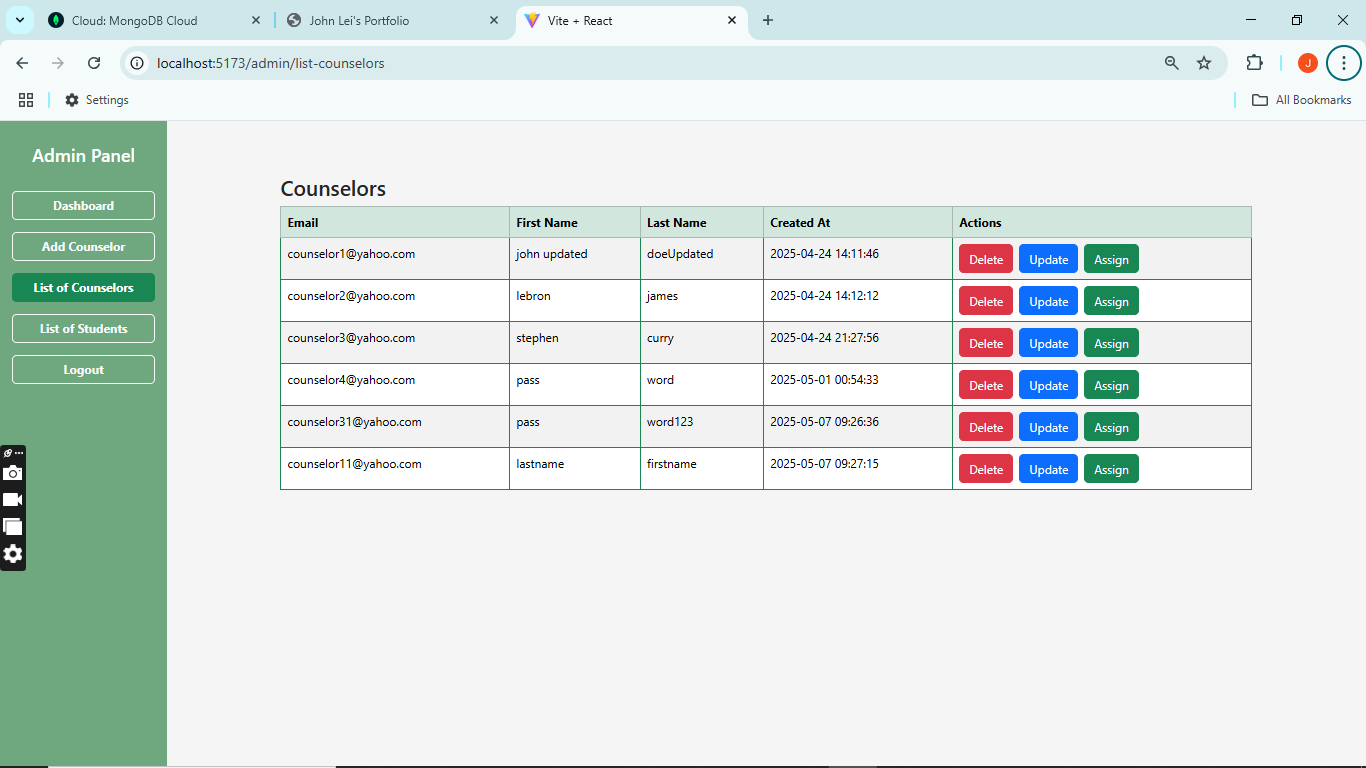 Cloud: MongoDB Cloud
John Lei's Portfolio
Vite + React
localhost:5173/admin/list-counselors
J
Settings
All Bookmarks
Admin Panel
Dashboard
Add Counselor
List of Counselors
List of Students
Logout
Counselors
Email First Name Last Name Created At Actions
counselor1@yahoo.com john updated doeUpdated 2025-04-24 14:11:46 Delete Update Assign
counselor2@yahoo.com lebron james 2025-04-24 14:12:12 Delete Update Assign
counselor3@yahoo.com stephen curry 2025-04-24 21:27:56 Delete Update Assign
counselor4@yahoo.com pass word 2025-05-01 00:54:33 Delete Update Assign
counselor31@yahoo.com pass word123 2025-05-07 09:26:36 Delete Update Assign
counselor11@yahoo.com lastname firstname 2025-05-07 09:27:15 Delete Update Assign